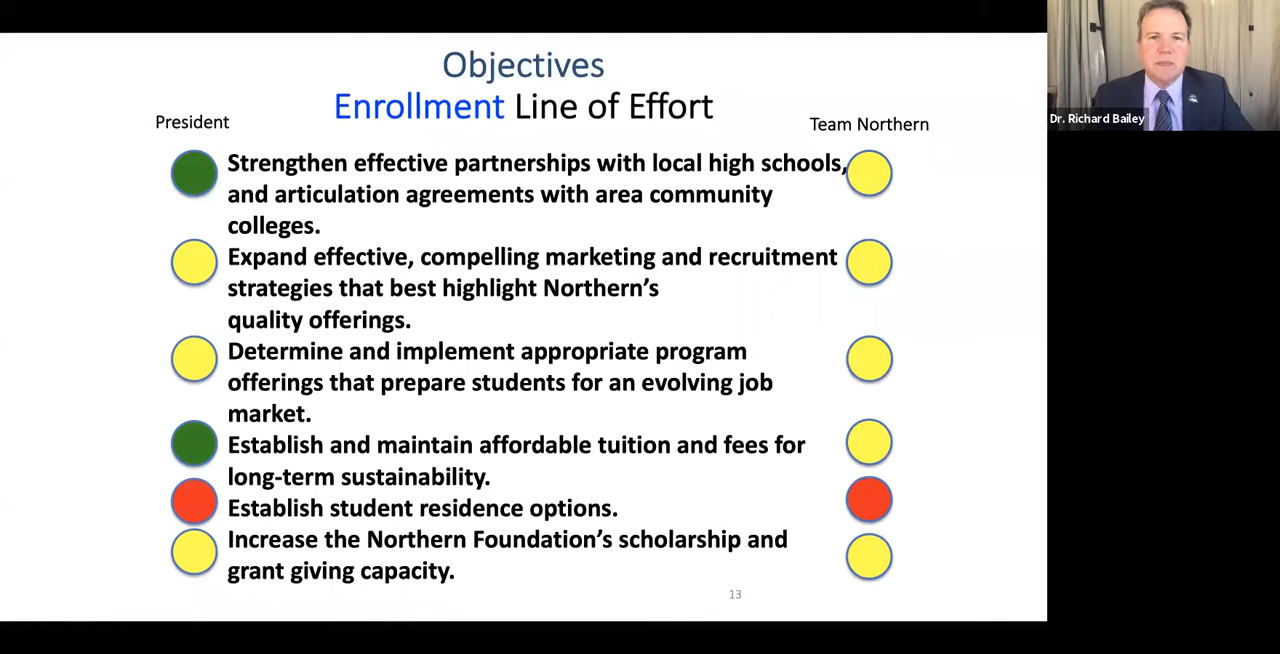 Objectives
Enrollment Line of Effort
President
Team Northern
Strengthen effective partnerships with local high schools,
and articulation agreements with area community
colleges.
Expand effective, compelling marketing and recruitment
strategies that best highlight Northern’s
quality offerings.
Determine and implement appropriate program
offerings that prepare students for an evolving job
market.
Establish and maintain affordable tuition and fees for
long-term sustainability.
Establish student residence options.
Increase the Northern Foundation’s scholarship and
grant giving capacity.
13
Dr. Richard Bailey